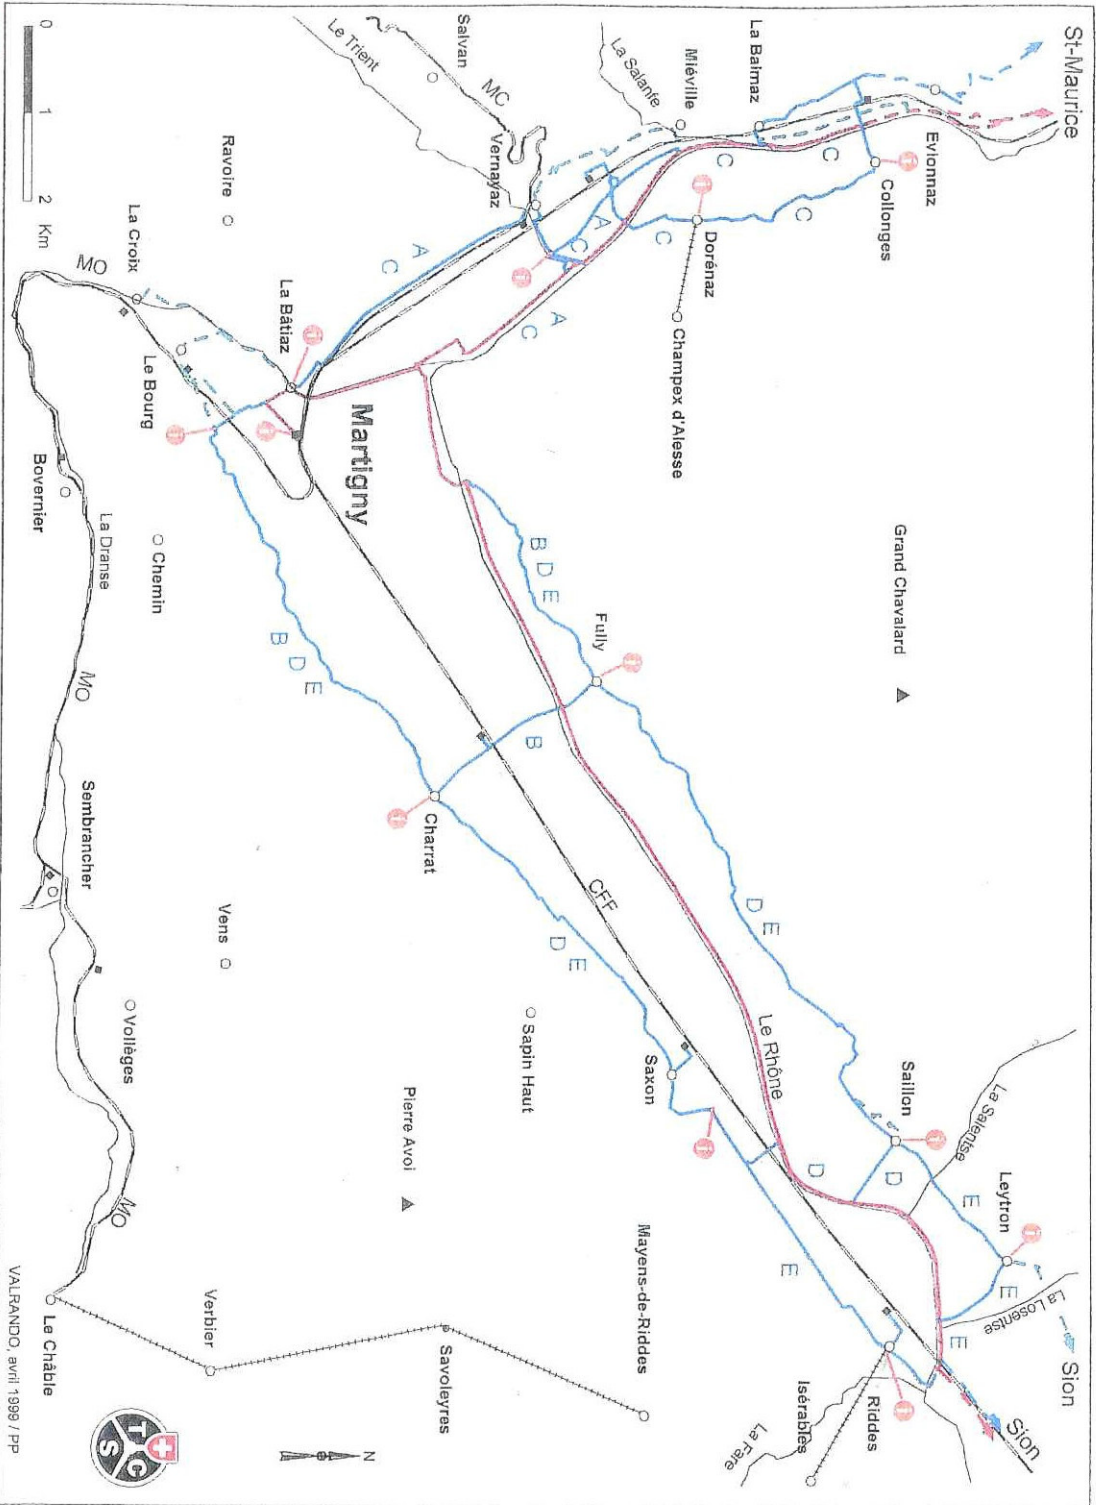 St-Maurice
La Balmaz
Evionnaz
Collonges
C
C
C
Miéville
La Salanfe
Dorénaz
C
Champex d'Alesse
Salvan
MC
Le Trient
Vernayaz
A
C
A
C
A
C
Ravoire
La Croix
MO
La Bâtiaz
Le Bourg
Martigny
Bovernier
La Dranse
Chemin
Grand Chavalard
B D E
Fully
B D E
B
Charrat
MO
Sembrancher
Vens
CFF
D E
D E
Le Rhône
Sapin Haut
Saxon
Vollèges
Pierre Avoi
MO
Saillon
La Salentse
Leytron
D
D
E
E
La Losentse
Sion
E
E
Sion
Mayens-de-Riddes
Riddes
Isérables
La Fare
Verbier
Savoleyres
Le Châble
0 1 2 Km
N
T C S
VALRANDO, avril 1999 / PP